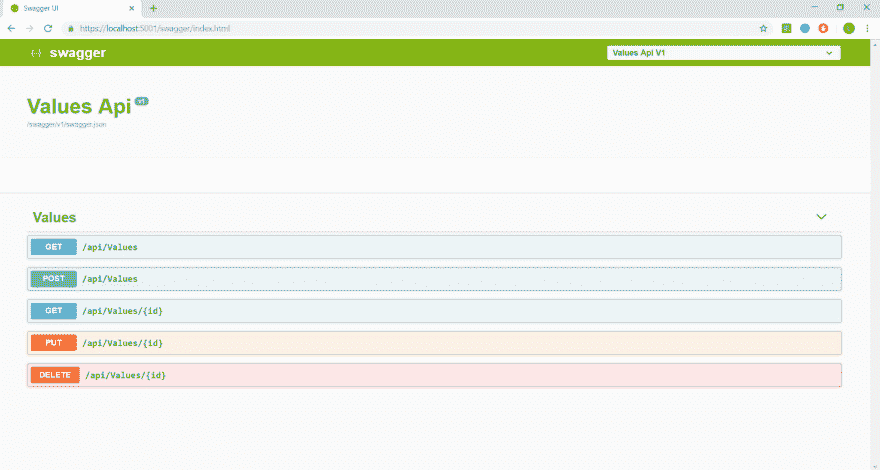 Swagger UI
https://localhost:5001/swagger/index.html
{··} swagger
Values Api V1
Values Api v1
/swagger/v1/swagger.json
Values
GET /api/Values
POST /api/Values
GET /api/Values/{id}
PUT /api/Values/{id}
DELETE /api/Values/{id}